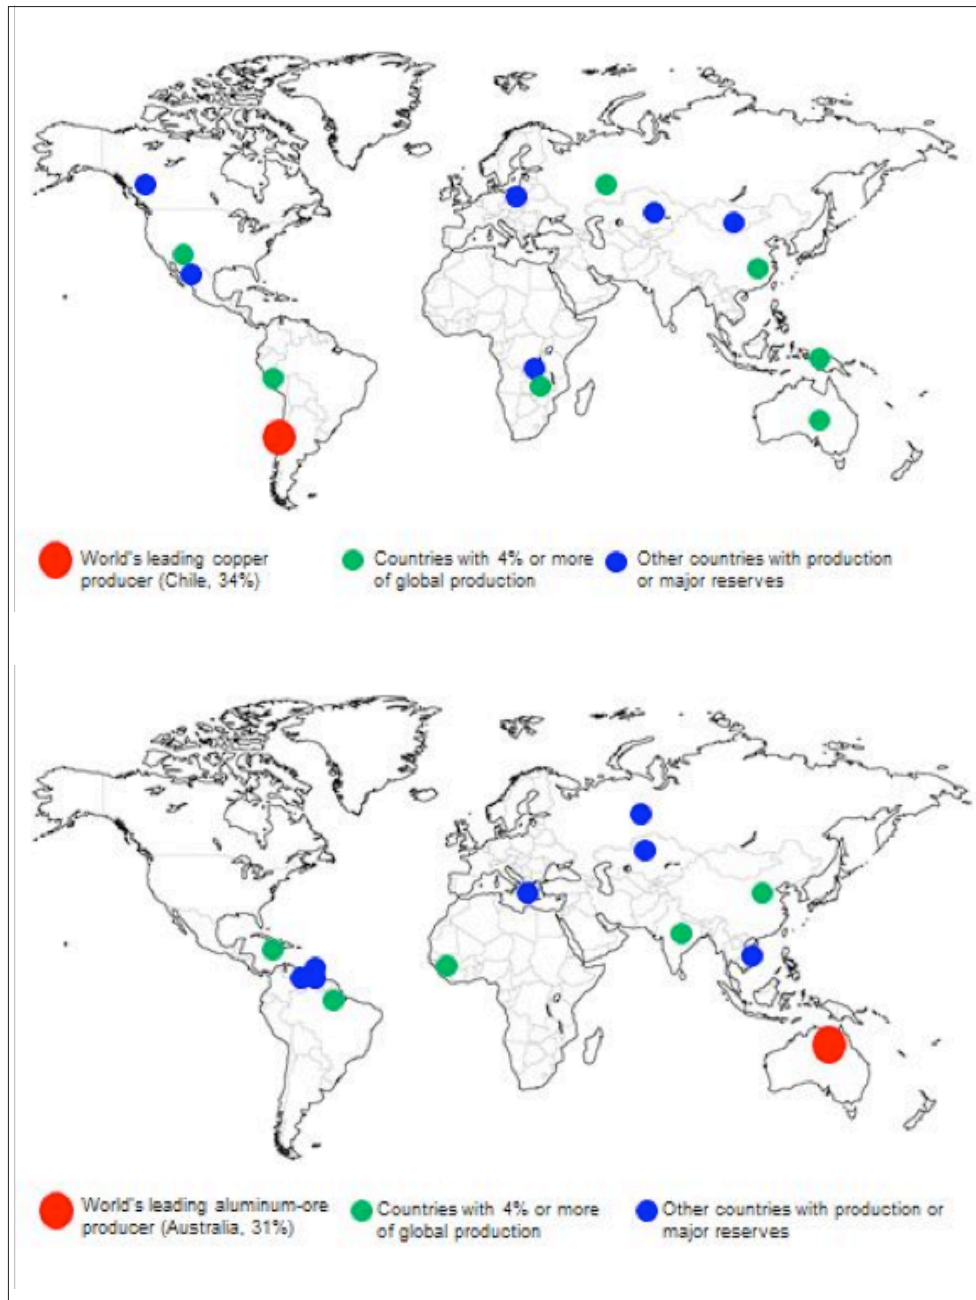 World's leading copper
producer (Chile, 34%)
Countries with 4% or more
of global production
Other countries with production
or major reserves
World's leading aluminum-ore
producer (Australia, 31%)
Countries with 4% or more
of global production
Other countries with production or
major reserves